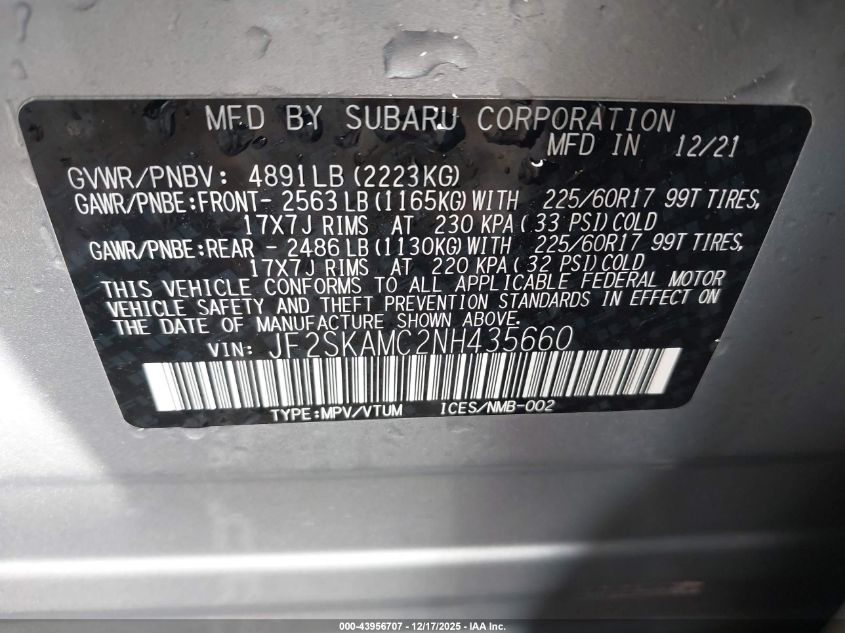 MFD BY SUBARU CORPORATION
MFD IN 12/21
GVWR/PNBV: 4891LB (2223KG)
GAWR/PNBE:FRONT- 2563 LB (1165KG) WITH 225/60R17 99T TIRES,
17X7J RIMS AT 230 KPA ( 33 PSI) COLD
GAWR/PNBE:REAR - 2486 LB (1130KG) WITH 225/60R17 99T TIRES,
17X7J RIMS AT 220 KPA ( 32 PSI) COLD
THIS VEHICLE CONFORMS TO ALL APPLICABLE FEDERAL MOTOR
VEHICLE SAFETY AND THEFT PREVENTION STANDARDS IN EFFECT ON
THE DATE OF MANUFACTURE SHOWN ABOVE.
VIN: JF2SKAMC2NH435660
TYPE:MPV/VTUM ICES/NMB-002
000-43956707 - 12/17/2025 - IAA Inc.